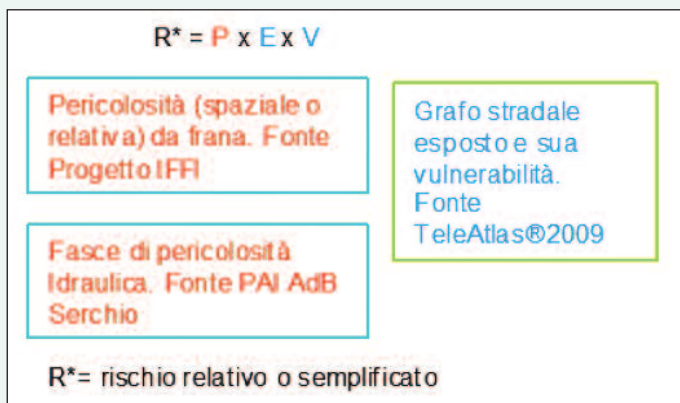 R* = P x E x V
Pericolosità (spaziale o
relativa) da frana. Fonte
Progetto IFFI
Fasce di pericolosità
Idraulica. Fonte PAI AdB
Serchio
Grafo stradale
esposto e sua
vulnerabilità.
Fonte
TeleAtlas®2009
R*= rischio relativo o semplificato